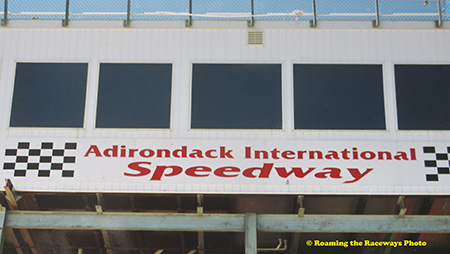 Adirondack International
Speedway
© Roaming the Raceways Photo